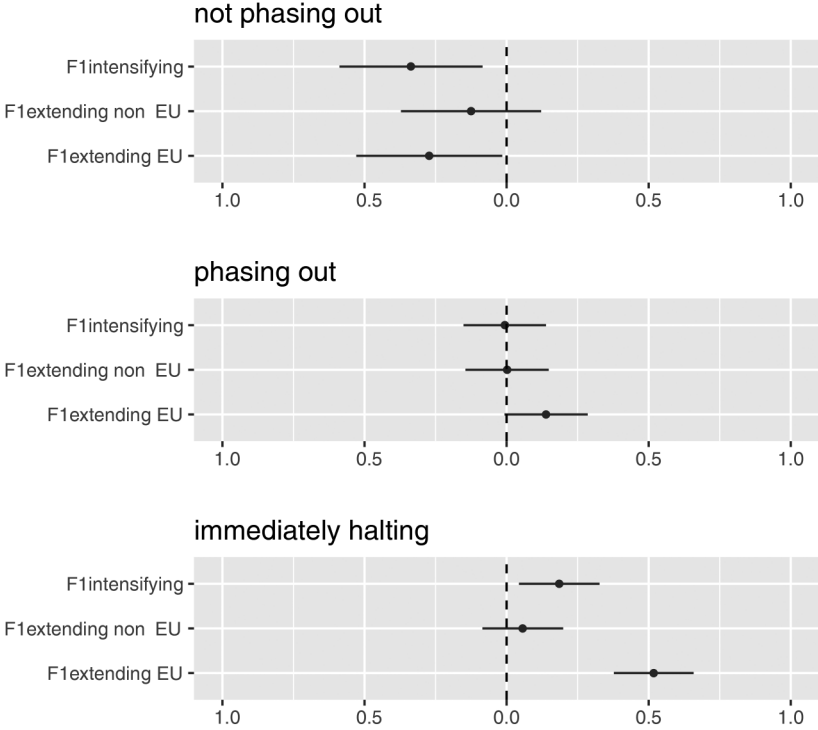 not phasing out
F1intensifying
F1extending non  EU
F1extending EU
1.0 0.5 0.0 0.5 1.0
phasing out
F1intensifying
F1extending non  EU
F1extending EU
1.0 0.5 0.0 0.5 1.0
immediately halting
F1intensifying
F1extending non  EU
F1extending EU
1.0 0.5 0.0 0.5 1.0